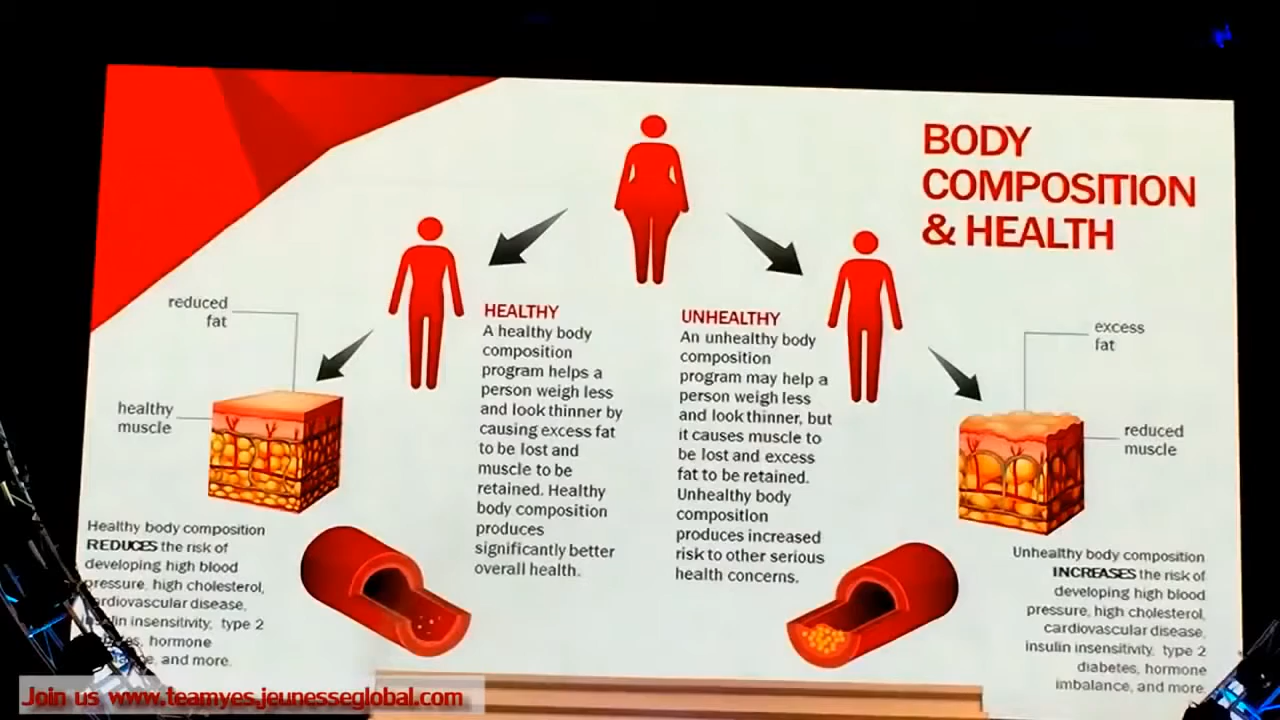 BODY
COMPOSITION
& HEALTH
reduced
fat
healthy
muscle
HEALTHY
A healthy body
composition
program helps a
person weigh less
and look thinner by
causing excess fat
to be lost and
muscle to be
retained. Healthy
body composition
produces
significantly better
overall health.
UNHEALTHY
An unhealthy body
composition
program may help a
person weigh less
and look thinner, but
it causes muscle to
be lost and excess
fat to be retained.
Unhealthy body
composition
produces increased
risk to other serious
health concerns.
excess
fat
reduced
muscle
Healthy body composition
REDUCES the risk of
developing high blood
pressure, high cholesterol,
cardiovascular disease,
insulin insensitivity, type 2
hormone
and more.
Unhealthy body composition
INCREASES the risk of
developing high blood
pressure, high cholesterol,
cardiovascular disease,
insulin insensitivity, type 2
diabetes, hormone
imbalance, and more.
Join us www.teamyes.jeunesseglobal.com